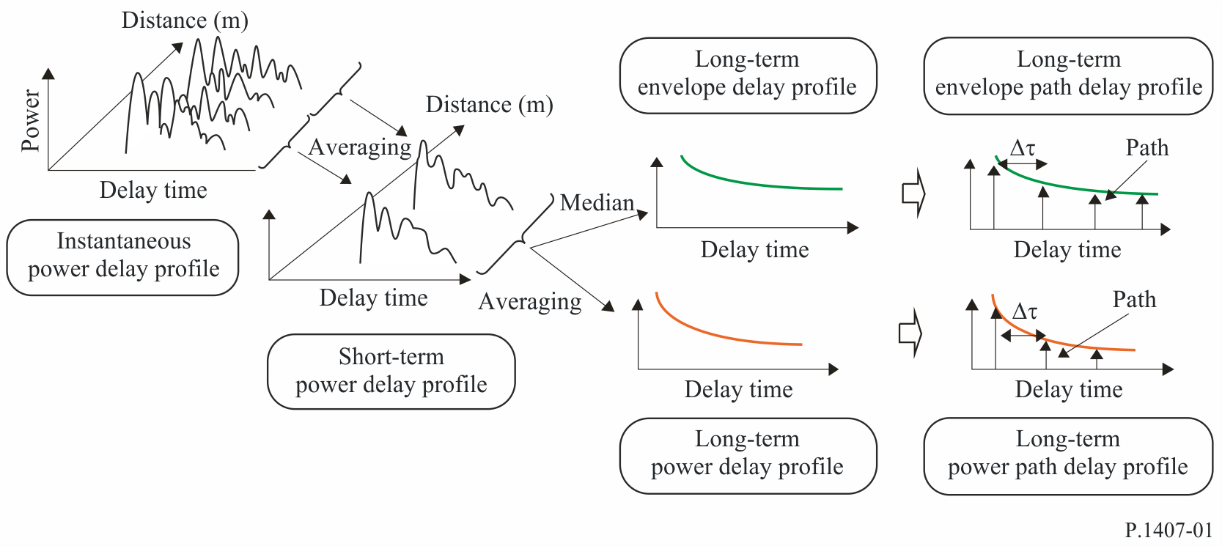 Distance (m)
Power
Delay time
Instantaneous
power delay profile
Averaging
Distance (m)
Delay time
Short-term
power delay profile
Median
Averaging
Long-term
envelope delay profile
Delay time
Delay time
Long-term
power delay profile
Long-term
envelope path delay profile
Δτ
Path
Delay time
Δτ
Path
Delay time
Long-term
power path delay profile
P.1407-01